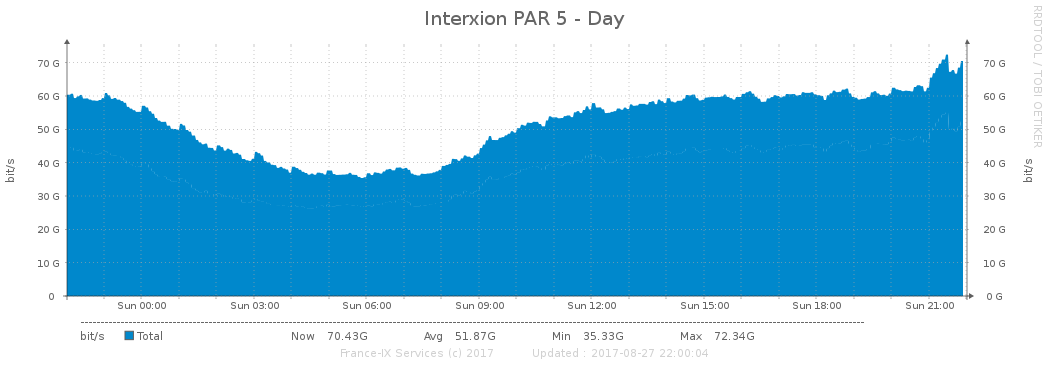 Interxion PAR 5 - Day
RRDTOOL / TOBI OETIKER
bit/s
70 G 70 G
60 G 60 G
50 G 50 G
40 G 40 G
30 G 30 G
20 G 20 G
10 G 10 G
0 0 G
bit/s
Sun 00:00 Sun 03:00 Sun 06:00 Sun 09:00 Sun 12:00 Sun 15:00 Sun 18:00 Sun 21:00
bit/s Total Now 70.43G Avg 51.87G Min 35.33G Max 72.34G
France-IX Services (c) 2017 Updated : 2017-08-27 22:00:04